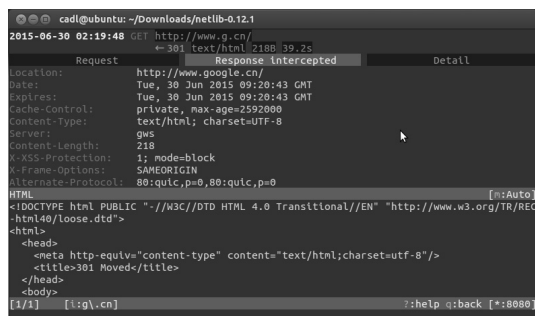 cadl@ubuntu: ~/Downloads/netlib-0.12.1
2015-06-30 02:19:48 GET http://www.g.cn/
← 301 text/html 218B 39.2s
Request Response intercepted Detail
Location: http://www.google.cn/
Date: Tue, 30 Jun 2015 09:20:43 GMT
Expires: Tue, 30 Jun 2015 09:20:43 GMT
Cache-Control: private, max-age=2592000
Content-Type: text/html; charset=UTF-8
Server: gws
Content-Length: 218
X-XSS-Protection: 1; mode=block
X-Frame-Options: SAMEORIGIN
Alternate-Protocol: 80:quic,p=0,80:quic,p=0
HTML [m:Auto]
<!DOCTYPE html PUBLIC "-//W3C//DTD HTML 4.0 Transitional//EN" "http://www.w3.org/TR/REC
-html40/loose.dtd">
<html>
<head>
<meta http-equiv="content-type" content="text/html;charset=utf-8"/>
<title>301 Moved</title>
</head>
<body>
[1/1] [i:g\.cn] ?:help q:back [*:8080]